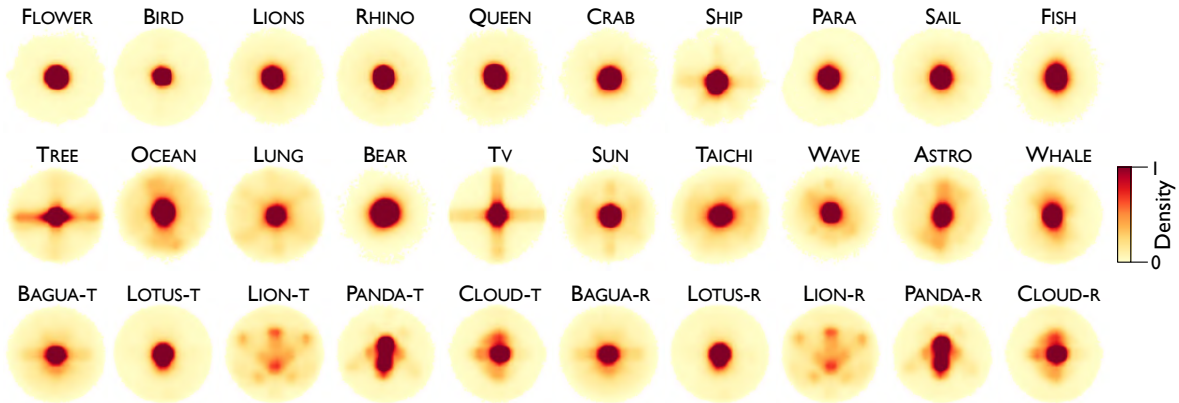 FLOWER BIRD LIONS RHINO QUEEN CRAB SHIP PARA SAIL FISH
TREE OCEAN LUNG BEAR TV SUN TAICHI WAVE ASTRO WHALE
1
Density
0
BAGUA-T LOTUS-T LION-T PANDA-T CLOUD-T BAGUA-R LOTUS-R LION-R PANDA-R CLOUD-R